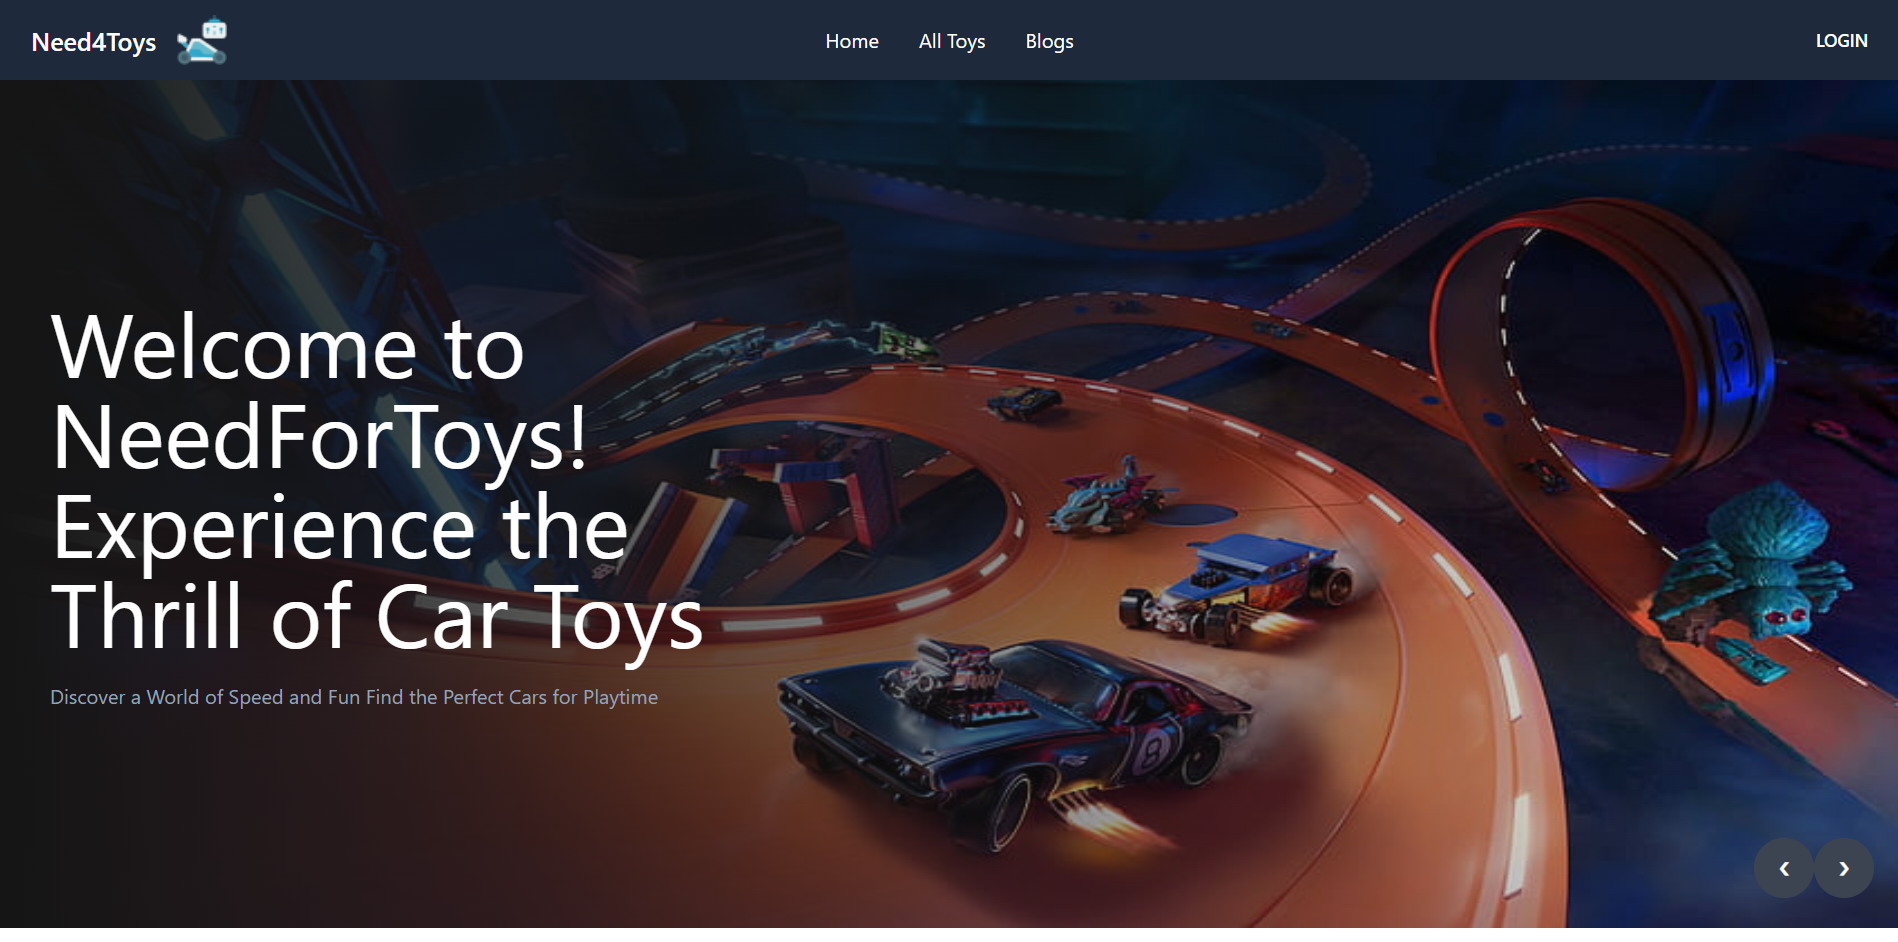 Need4Toys
Home
All Toys
Blogs
LOGIN
Welcome to
NeedForToys!
Experience the
Thrill of Car Toys
Discover a World of Speed and Fun Find the Perfect Cars for Playtime
8
‹
›